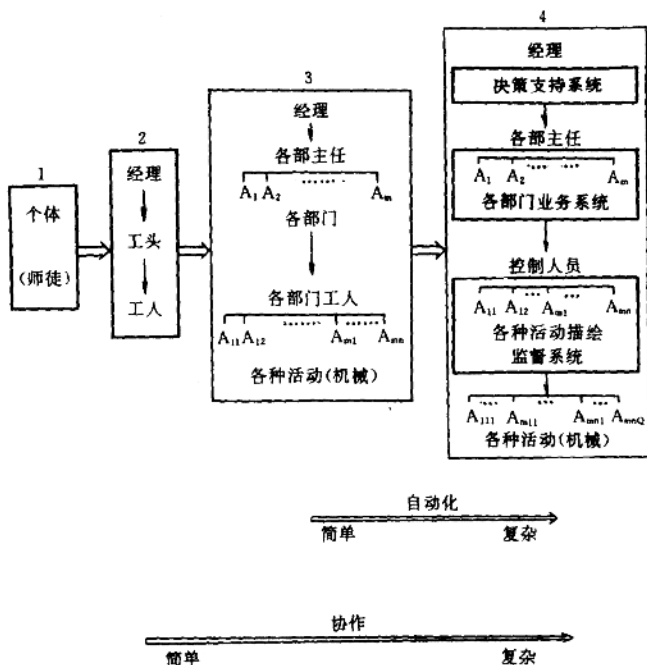 1
个体
(师徒)
2
经理
工头
工人
3
经理
各部主任
A₁ A₂ …… Aₘ
各部门
各部门工人
A₁₁ A₁₂ …… Aₘ₁ …… Aₘₙ
各种活动(机械)
4
经理
决策支持系统
各部主任
A₁ A₂ …… …… Aₘ
各部门业务系统
控制人员
A₁₁ A₁₂ … Aₘ₁ … Aₘₙ
各种活动描绘
监督系统
A₁₁₁ … Aₘ₁₁ … Aₘₙ₁ … AₘₙQ
各种活动(机械)
自动化
简单 复杂
协作
简单 复杂